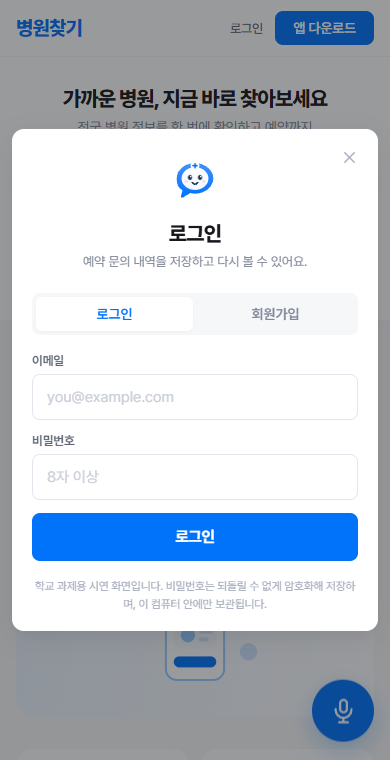 병원찾기
로그인
앱 다운로드
가까운 병원, 지금 바로 찾아보세요
전국 병원 정보를 한 번에 확인하고 예약까지
로그인
예약 문의 내역을 저장하고 다시 볼 수 있어요.
로그인
회원가입
이메일
you@example.com
비밀번호
8자 이상
로그인
학교 과제용 시연 화면입니다. 비밀번호는 되돌릴 수 없게 암호화해 저장하
며, 이 컴퓨터 안에만 보관됩니다.